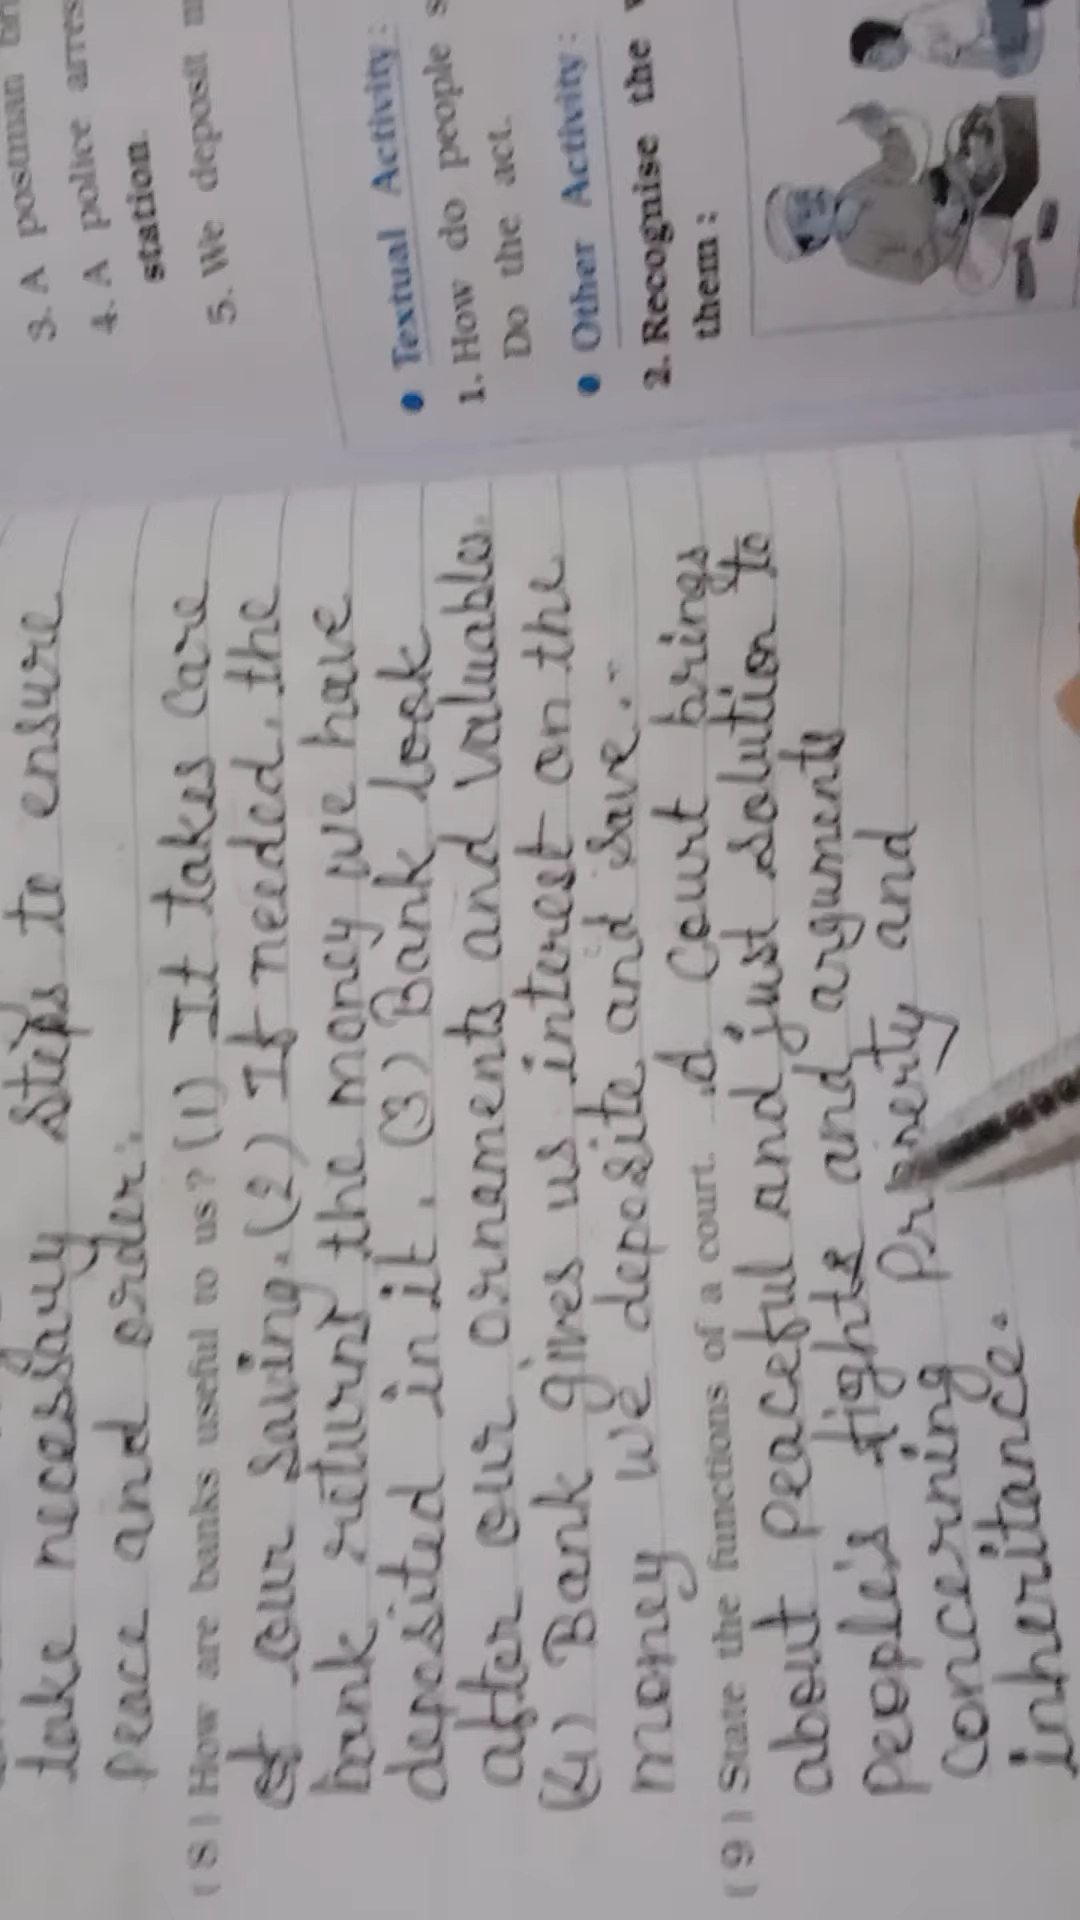 take necessary steps to ensure
peace and order.
(8) How are banks useful to us? (1) It takes care
of our saving. (2) If needed, the
bank returns the money we have
deposited in it. (3) Bank look
after our ornaments and valuables.
(4) Bank gives us interest on the
money we deposite and save.
(9) State the functions of a court. A Court brings
about peaceful and just solution to
people's fights and arguments
concerning property and
inheritance.
3. A postman
4. A police
station.
5. We deposit
• Textual Activity :
1. How do people
Do the act.
• Other Activity :
2. Recognise the
them :